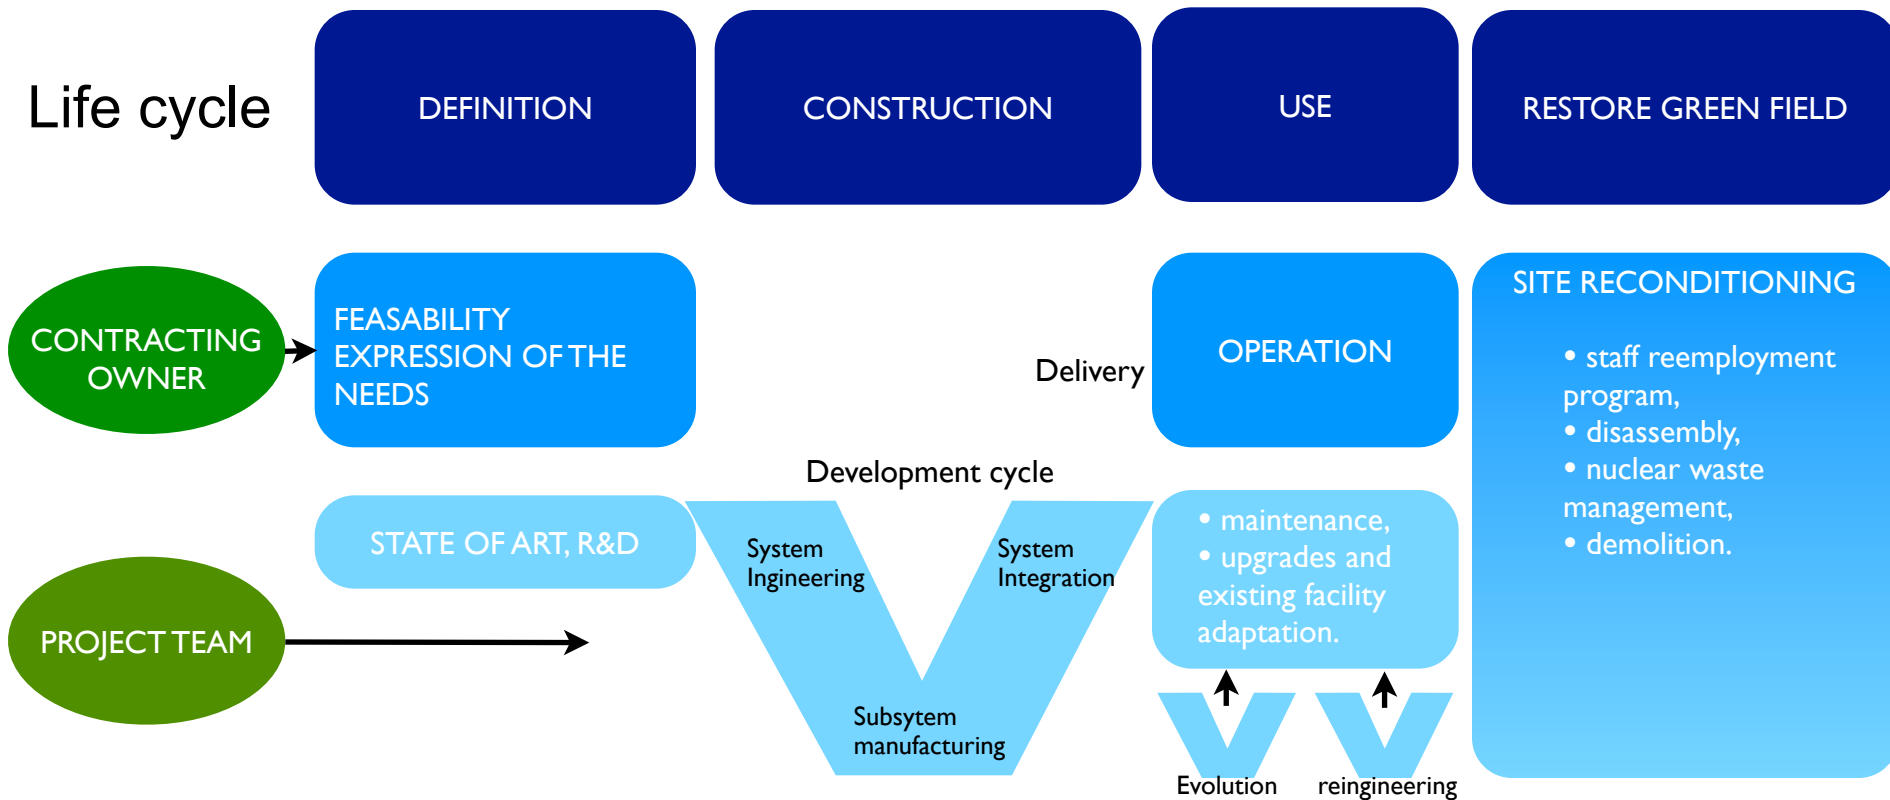 Life cycle
DEFINITION
CONSTRUCTION
USE
RESTORE GREEN FIELD
CONTRACTING
OWNER
FEASABILITY
EXPRESSION OF THE
NEEDS
Delivery
OPERATION
SITE RECONDITIONING
• staff reemployment
program,
• disassembly,
• nuclear waste
management,
• demolition.
PROJECT TEAM
STATE OF ART, R&D
Development cycle
System
Ingineering
System
Integration
Subsytem
manufacturing
• maintenance,
• upgrades and
existing facility
adaptation.
Evolution
reingineering